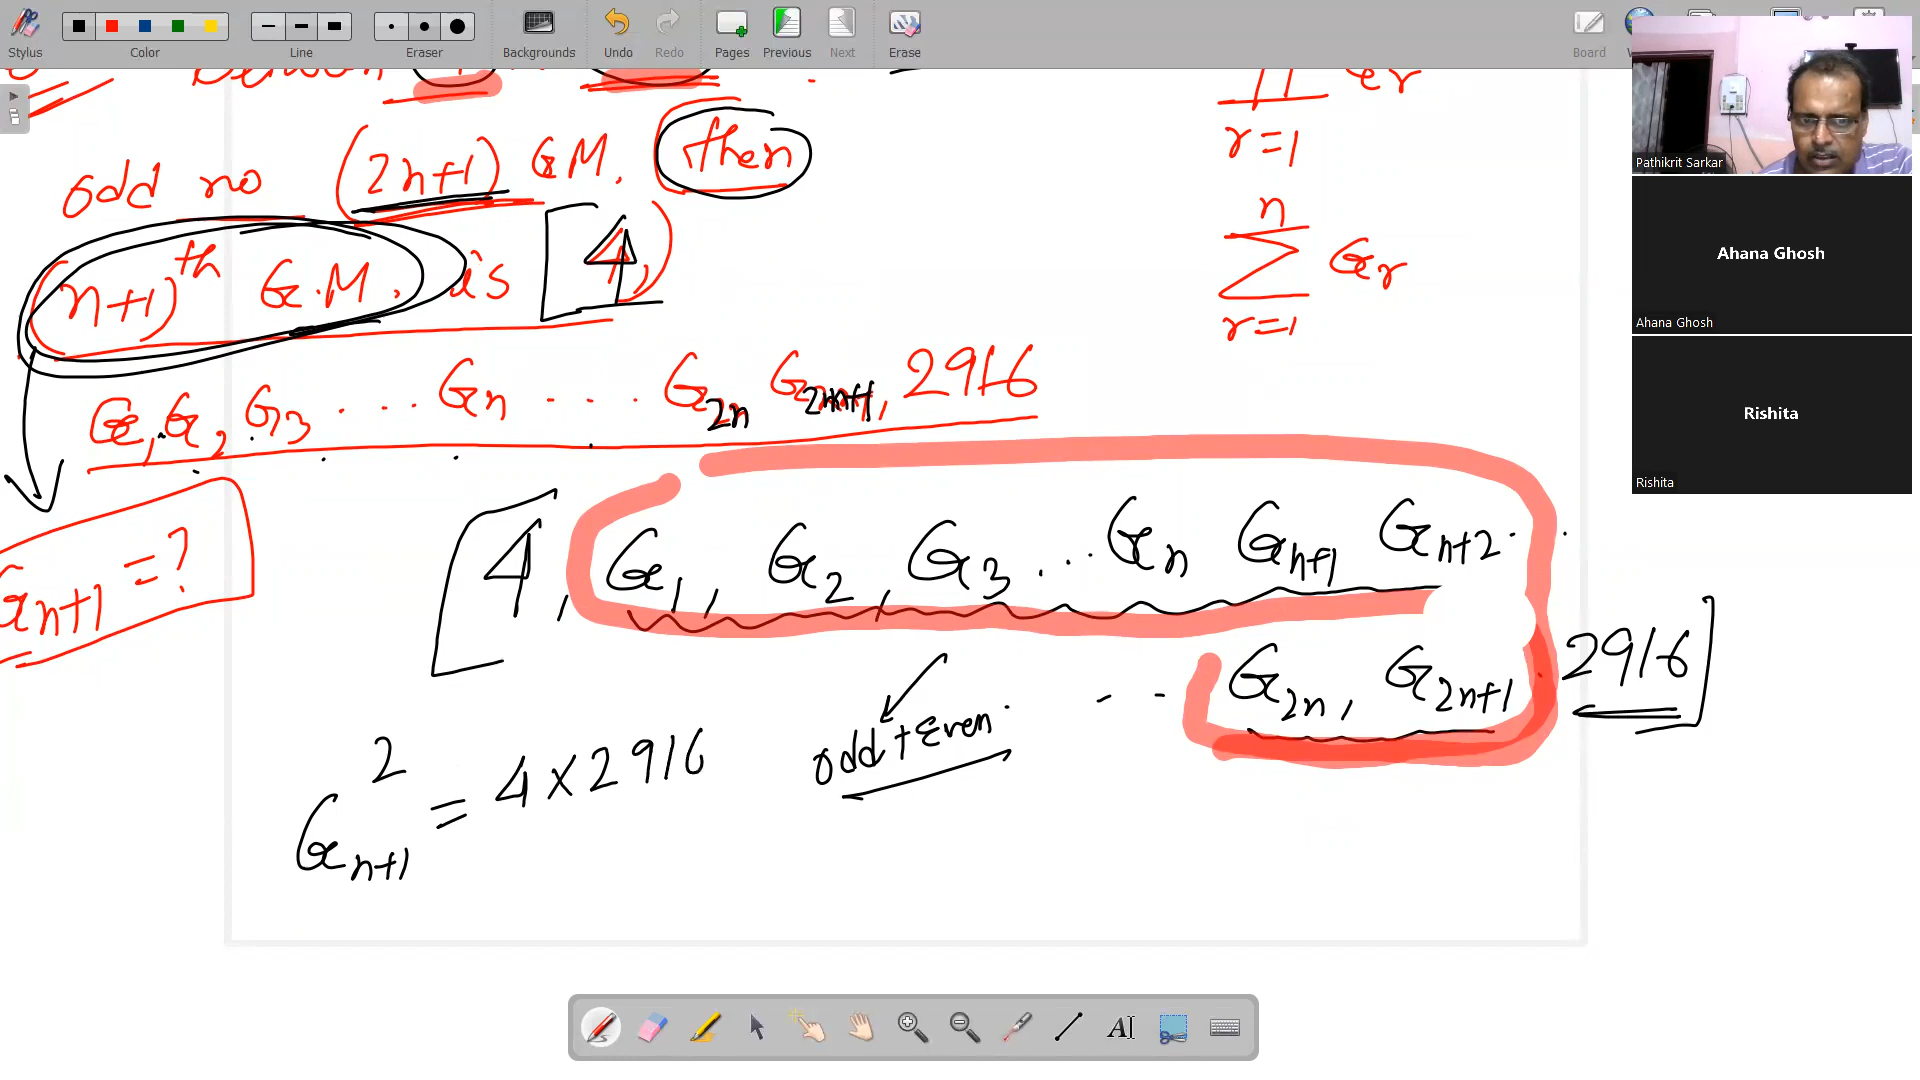 Stylus
Color
Line
Eraser
Backgrounds
Undo
Redo
Pages
Previous
Next
Erase
Board
odd no (2n+1) G.M. then
(n+1)th G.M. is 4,
G1, G2, G3 ... Gn ... G2n G2n+1, 2916
Gn+1 = ?
r=1
n
∑ Gr
r=1
4, G1, G2, G3 ... Gn Gn+1 Gn+2 ...
G2n, G2n+1 . 2916
odd + Even
G²n+1 = 4×2916
Pathikrit Sarkar
Ahana Ghosh
Ahana Ghosh
Rishita
Rishita